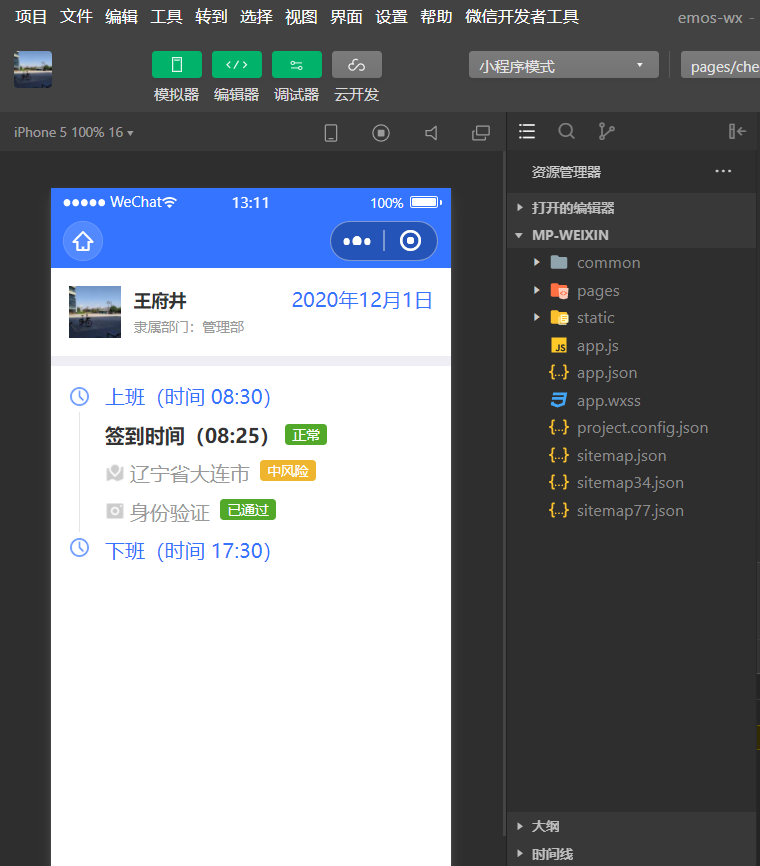 项目 文件 编辑 工具 转到 选择 视图 界面 设置 帮助 微信开发者工具 emos-wx -
小程序模式 pages/che
模拟器 编辑器 调试器 云开发
iPhone 5 100% 16
资源管理器
打开的编辑器
MP-WEIXIN
common
pages
static
app.js
app.json
app.wxss
project.config.json
sitemap.json
sitemap34.json
sitemap77.json
大纲
时间线
WeChat 13:11 100%
王府井 2020年12月1日
隶属部门：管理部
上班（时间 08:30）
签到时间（08:25） 正常
辽宁省大连市 中风险
身份验证 已通过
下班（时间 17:30）